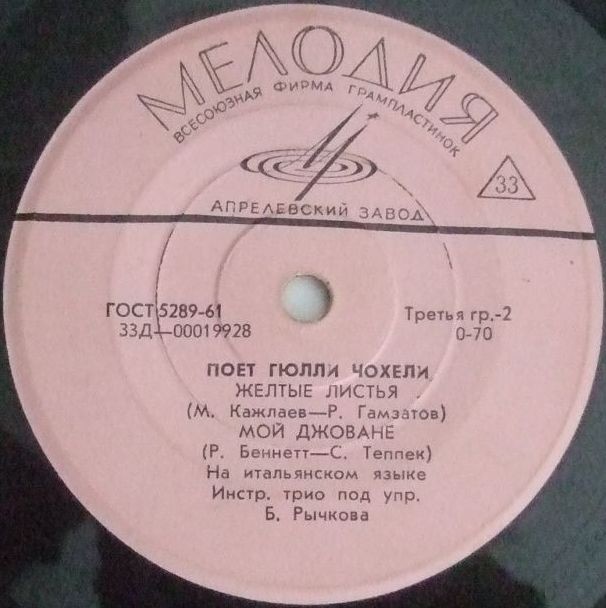 МЕЛОДИЯ
ВСЕСОЮЗНАЯ ФИРМА ГРАМПЛАСТИНОК
33
АПРЕЛЕВСКИЙ ЗАВОД
ГОСТ 5289-61
Третья гр.-2
33Д—00019928
0-70
ПОЕТ ГЮЛЛИ ЧОХЕЛИ
ЖЕЛТЫЕ ЛИСТЬЯ
(М. Кажлаев—Р. Гамзатов)
МОЙ ДЖОВАНЕ
(Р. Беннетт—С. Теппек)
На итальянском языке
Инстр. трио под упр.
Б. Рычкова